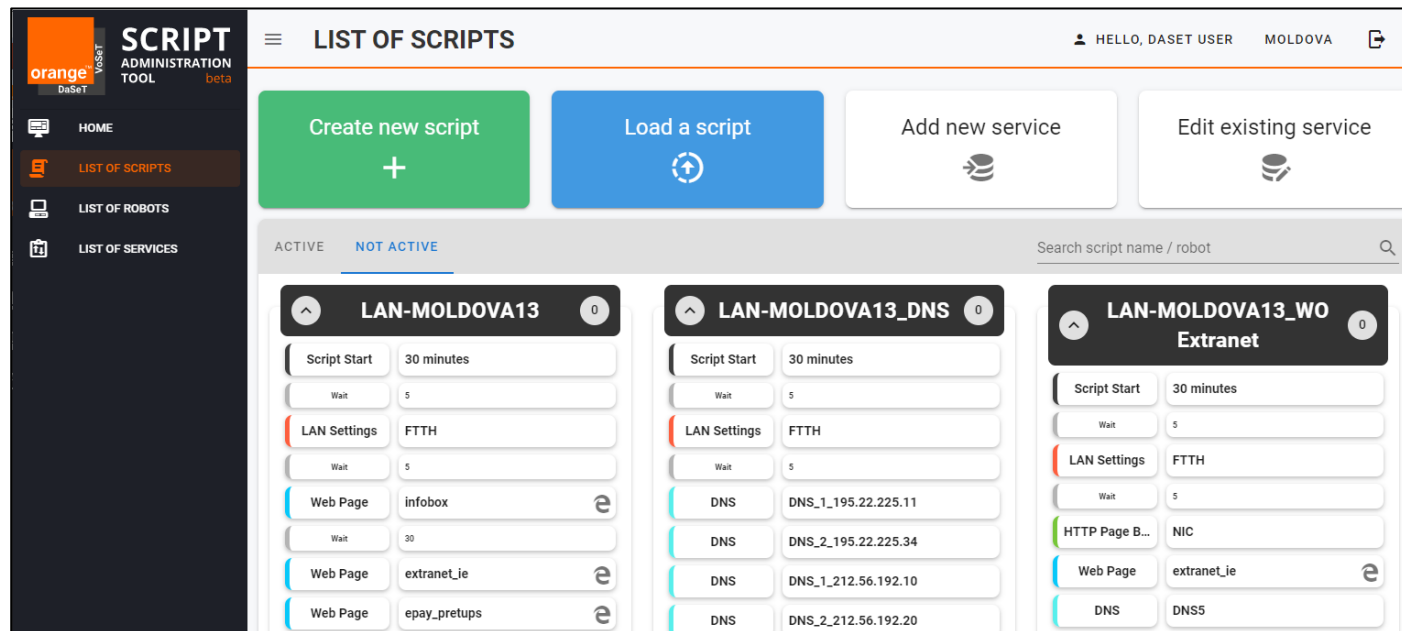 orange™
VoSeT
DaSeT
SCRIPT
ADMINISTRATION
TOOL beta
HOME
LIST OF SCRIPTS
LIST OF ROBOTS
LIST OF SERVICES
LIST OF SCRIPTS
HELLO, DASET USER MOLDOVA
Create new script
Load a script
Add new service
Edit existing service
ACTIVE NOT ACTIVE
Search script name / robot
LAN-MOLDOVA13 0
Script Start 30 minutes
Wait 5
LAN Settings FTTH
Wait 5
Web Page infobox
Wait 30
Web Page extranet_ie
Web Page epay_pretups
LAN-MOLDOVA13_DNS 0
Script Start 30 minutes
Wait 5
LAN Settings FTTH
Wait 5
DNS DNS_1_195.22.225.11
DNS DNS_2_195.22.225.34
DNS DNS_1_212.56.192.10
DNS DNS_2_212.56.192.20
LAN-MOLDOVA13_WO
Extranet 0
Script Start 30 minutes
Wait 5
LAN Settings FTTH
Wait 5
HTTP Page B... NIC
Web Page extranet_ie
DNS DNS5